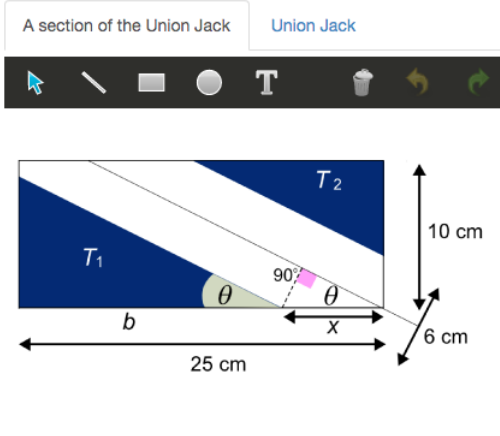 A section of the Union Jack Union Jack
T
T2
10 cm
T1
90°
θ θ
b x
6 cm
25 cm